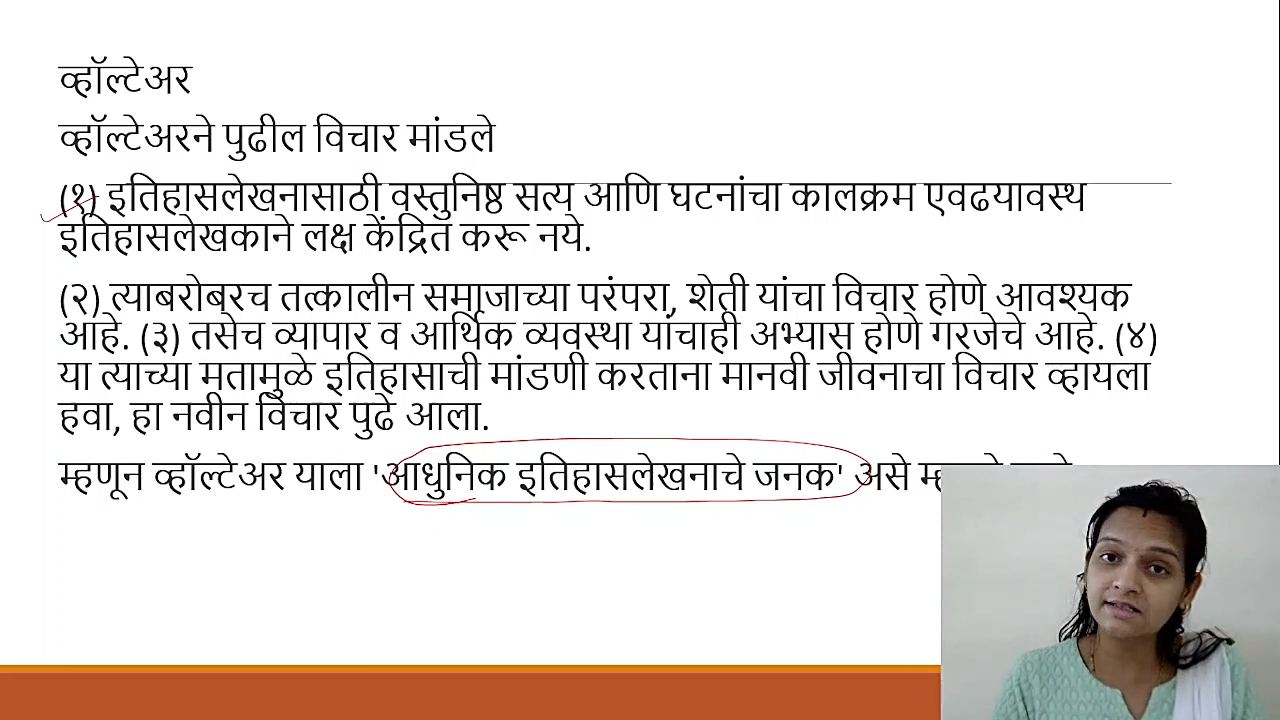 व्हॉल्टेअर
व्हॉल्टेअरने पुढील विचार मांडले
(१) इतिहासलेखनासाठी वस्तुनिष्ठ सत्य आणि घटनांचा कालक्रम एवढयावस्थ
इतिहासलेखकाने लक्ष केंद्रित करू नये.
(२) त्याबरोबरच तत्कालीन समाजाच्या परंपरा, शेती यांचा विचार होणे आवश्यक
आहे. (३) तसेच व्यापार व आर्थिक व्यवस्था यांचाही अभ्यास होणे गरजेचे आहे. (४)
या त्याच्या मतामुळे इतिहासाची मांडणी करताना मानवी जीवनाचा विचार व्हायला
हवा, हा नवीन विचार पुढे आला.
म्हणून व्हॉल्टेअर याला 'आधुनिक इतिहासलेखनाचे जनक' असे